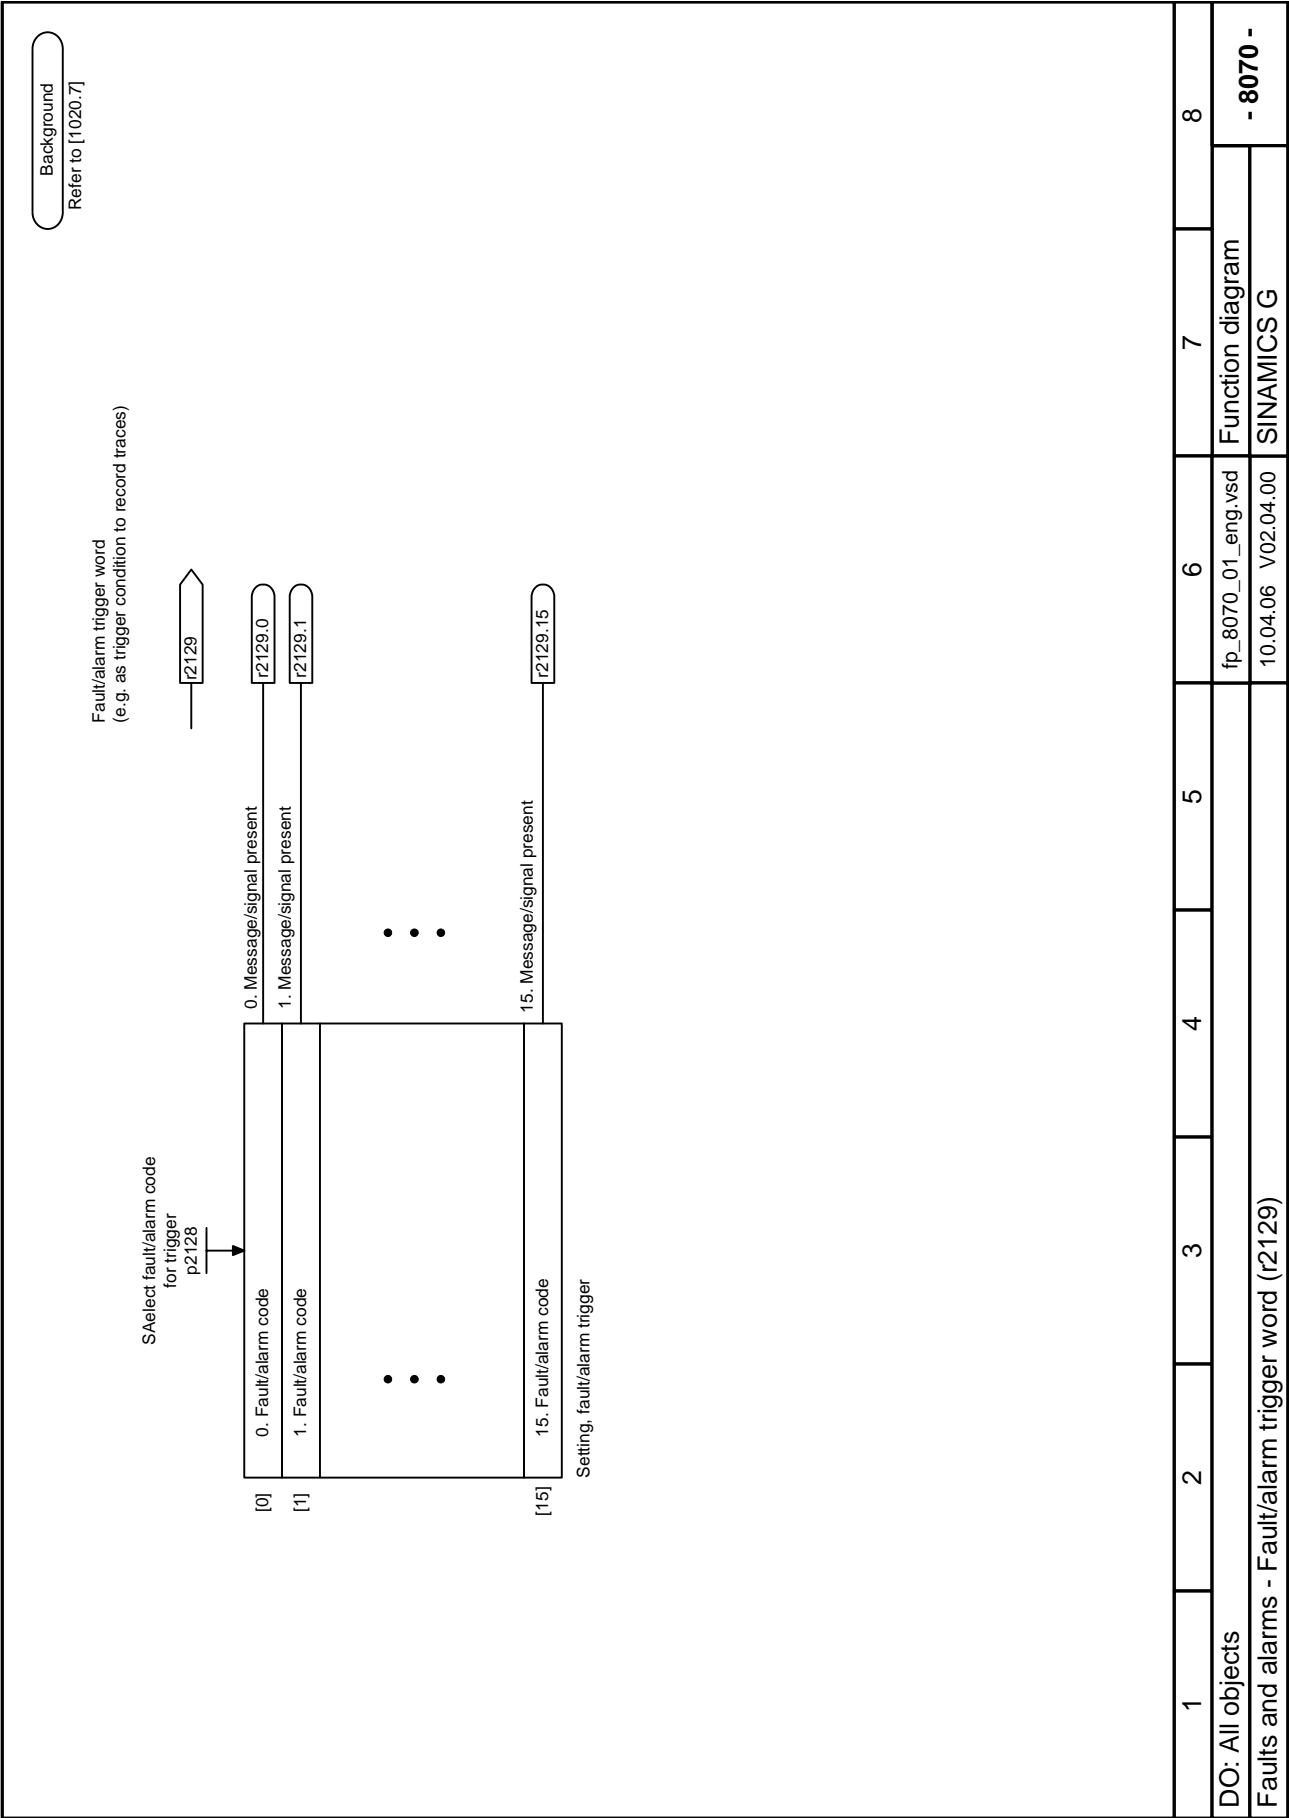 Background
Refer to [1020.7]
Fault/alarm trigger word
(e.g. as trigger condition to record traces)
SAelect fault/alarm code
for trigger
p2128
r2129
[0]
0. Fault/alarm code
0. Message/signal present
r2129.0
[1]
1. Fault/alarm code
1. Message/signal present
r2129.1
[15]
15. Fault/alarm code
15. Message/signal present
r2129.15
Setting, fault/alarm trigger
1 2 3 4 5 6 7 8
DO: All objects
fp_8070_01_eng.vsd
Function diagram
- 8070 -
Faults and alarms - Fault/alarm trigger word (r2129)
10.04.06 V02.04.00
SINAMICS G